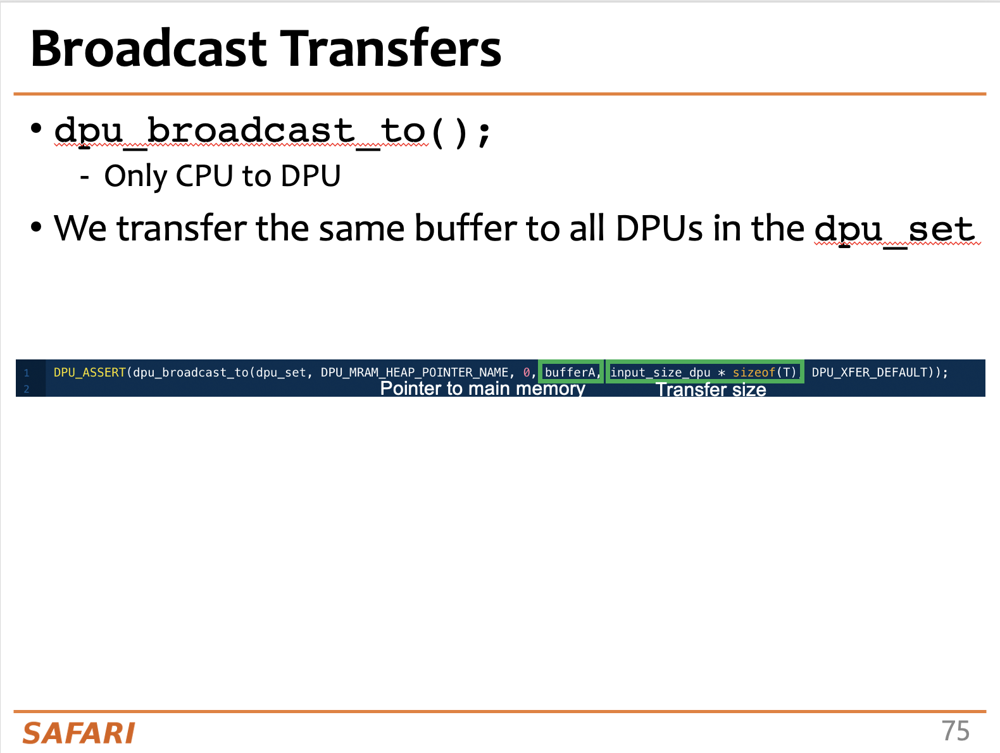 Broadcast Transfers
• dpu_broadcast_to();
- Only CPU to DPU
• We transfer the same buffer to all DPUs in the dpu_set
1 DPU_ASSERT(dpu_broadcast_to(dpu_set, DPU_MRAM_HEAP_POINTER_NAME, 0, bufferA, input_size_dpu * sizeof(T), DPU_XFER_DEFAULT));
2
Pointer to main memory
Transfer size
SAFARI
75